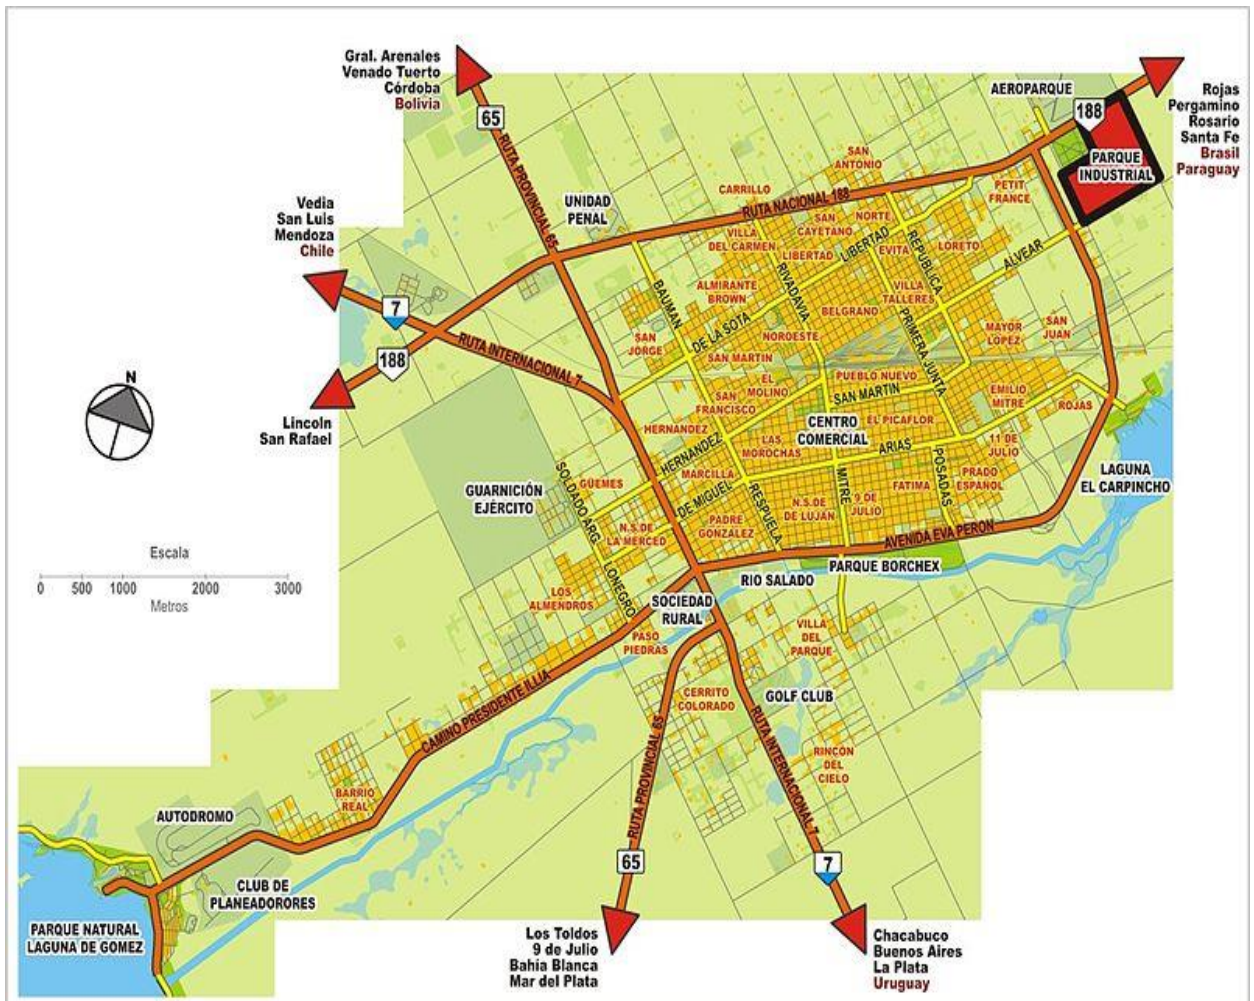 Gral. Arenales
Venado Tuerto
Córdoba
Bolivia
65
RUTA PROVINCIAL 65
AEROPARQUE
188
Rojas
Pergamino
Rosario
Santa Fe
Brasil
Paraguay
PARQUE
INDUSTRIAL
SAN
ANTONIO
CARRILLO
PETIT
FRANCE
UNIDAD
PENAL
RUTA NACIONAL 188
Vedia
San Luis
Mendoza
Chile
VILLA
DEL CARMEN
SAN
CAYETANO
NORTE
LIBERTAD
LIBERTAD
EVITA
REPUBLICA
LORETO
ALVEAR
7
RUTA INTERNACIONAL 7
188
Lincoln
San Rafael
BAUMAN
ALMIRANTE
BROWN
RIVADAVIA
VILLA
TALLERES
BELGRANO
DE LA SOTA
NOROESTE
PRIMERA JUNTA
MAYOR
LOPEZ
SAN
JUAN
SAN
JORGE
SAN MARTIN
EL
MOLINO
PUEBLO NUEVO
SAN MARTIN
EMILIO
MITRE
ROJAS
SAN
FRANCISCO
N
HERNANDEZ
HERNANDEZ
CENTRO
COMERCIAL
EL PICAFLOR
LAS
MOROCHAS
ARIAS
11 DE
JULIO
LAGUNA
EL CARPINCHO
GUARNICIÓN
EJÉRCITO
SOLDADO ARG. LONEGRO
GÜEMES
MARCILLA
DE MIGUEL
RESPUELA
MITRE
POSADAS
PRADO
ESPAÑOL
FATIMA
N.S.DE
DE LUJÁN
9 DE
JULIO
PADRE
GONZÁLEZ
N.S.DE
LA MERCED
AVENIDA EVA PERON
PARQUE BORCHEX
RIO SALADO
Escala
0 500 1000 2000 3000
Metros
LOS
ALMENDROS
SOCIEDAD
RURAL
PASO
PIEDRAS
VILLA
DEL
PARQUE
CAMINO PRESIDENTE ILLIA
CERRITO
COLORADO
GOLF CLUB
RUTA PROVINCIAL 65
RUTA INTERNACIONAL 7
RINCÓN
DEL
CIELO
BARRIO
REAL
AUTODROMO
65
7
CLUB DE
PLANEADORORES
PARQUE NATURAL
LAGUNA DE GOMEZ
Los Toldos
9 de Julio
Bahía Blanca
Mar del Plata
Chacabuco
Buenos Aires
La Plata
Uruguay